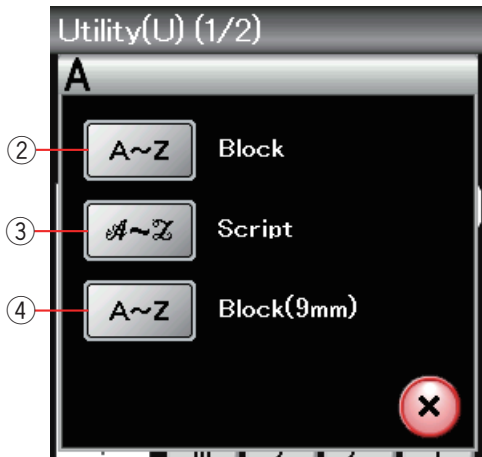 Utility(U) (1/2)
A
② A~Z Block
③ A~Z Script
④ A~Z Block(9mm)
×